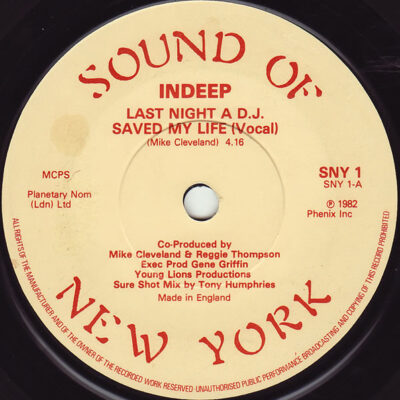 SOUND OF
INDEEP
LAST NIGHT A D.J.
SAVED MY LIFE (Vocal)
(Mike Cleveland) 4.16
MCPS
Planetary Nom
(Ldn) Ltd
SNY 1
SNY 1-A
℗ 1982
Phenix Inc
Co-Produced by
Mike Cleveland & Reggie Thompson
Exec Prod Gene Griffin
Young Lions Productions
Sure Shot Mix by Tony Humphries
Made in England
NEW YORK
ALL RIGHTS OF THE MANUFACTURER AND OF THE OWNER OF THE RECORDED WORK RESERVED UNAUTHORISED PUBLIC PERFORMANCE BROADCASTING AND COPYING OF THIS RECORD PROHIBITED